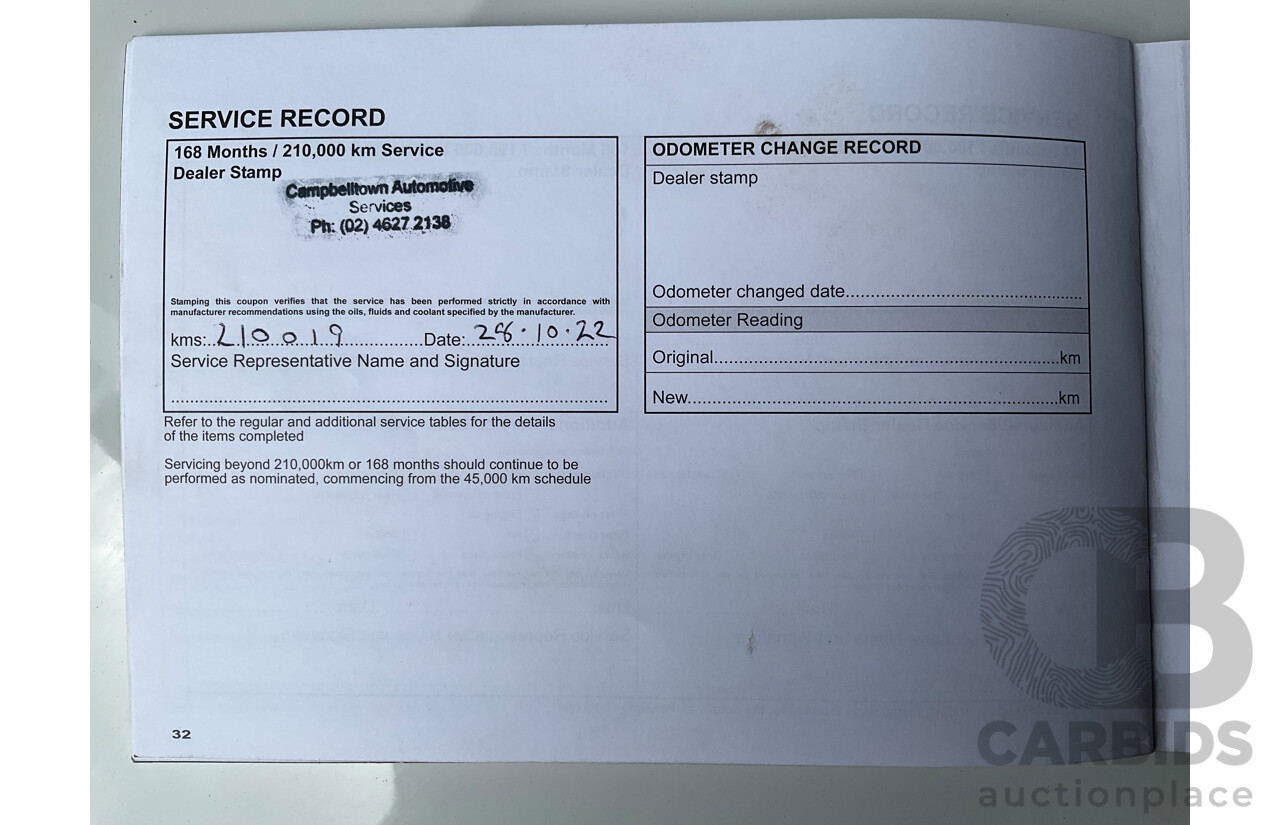 SERVICE RECORD
168 Months / 210,000 km Service
Dealer Stamp
Campbelltown Automotive
Services
Ph: (02) 4627 2138
Stamping this coupon verifies that the service has been performed strictly in accordance with
manufacturer recommendations using the oils, fluids and coolant specified by the manufacturer.
kms: 210019 Date: 28.10.22
Service Representative Name and Signature
Refer to the regular and additional service tables for the details
of the items completed
Servicing beyond 210,000km or 168 months should continue to be
performed as nominated, commencing from the 45,000 km schedule
ODOMETER CHANGE RECORD
Dealer stamp
Odometer changed date
Odometer Reading
Original km
New km
32
CARBIDS
auctionplace